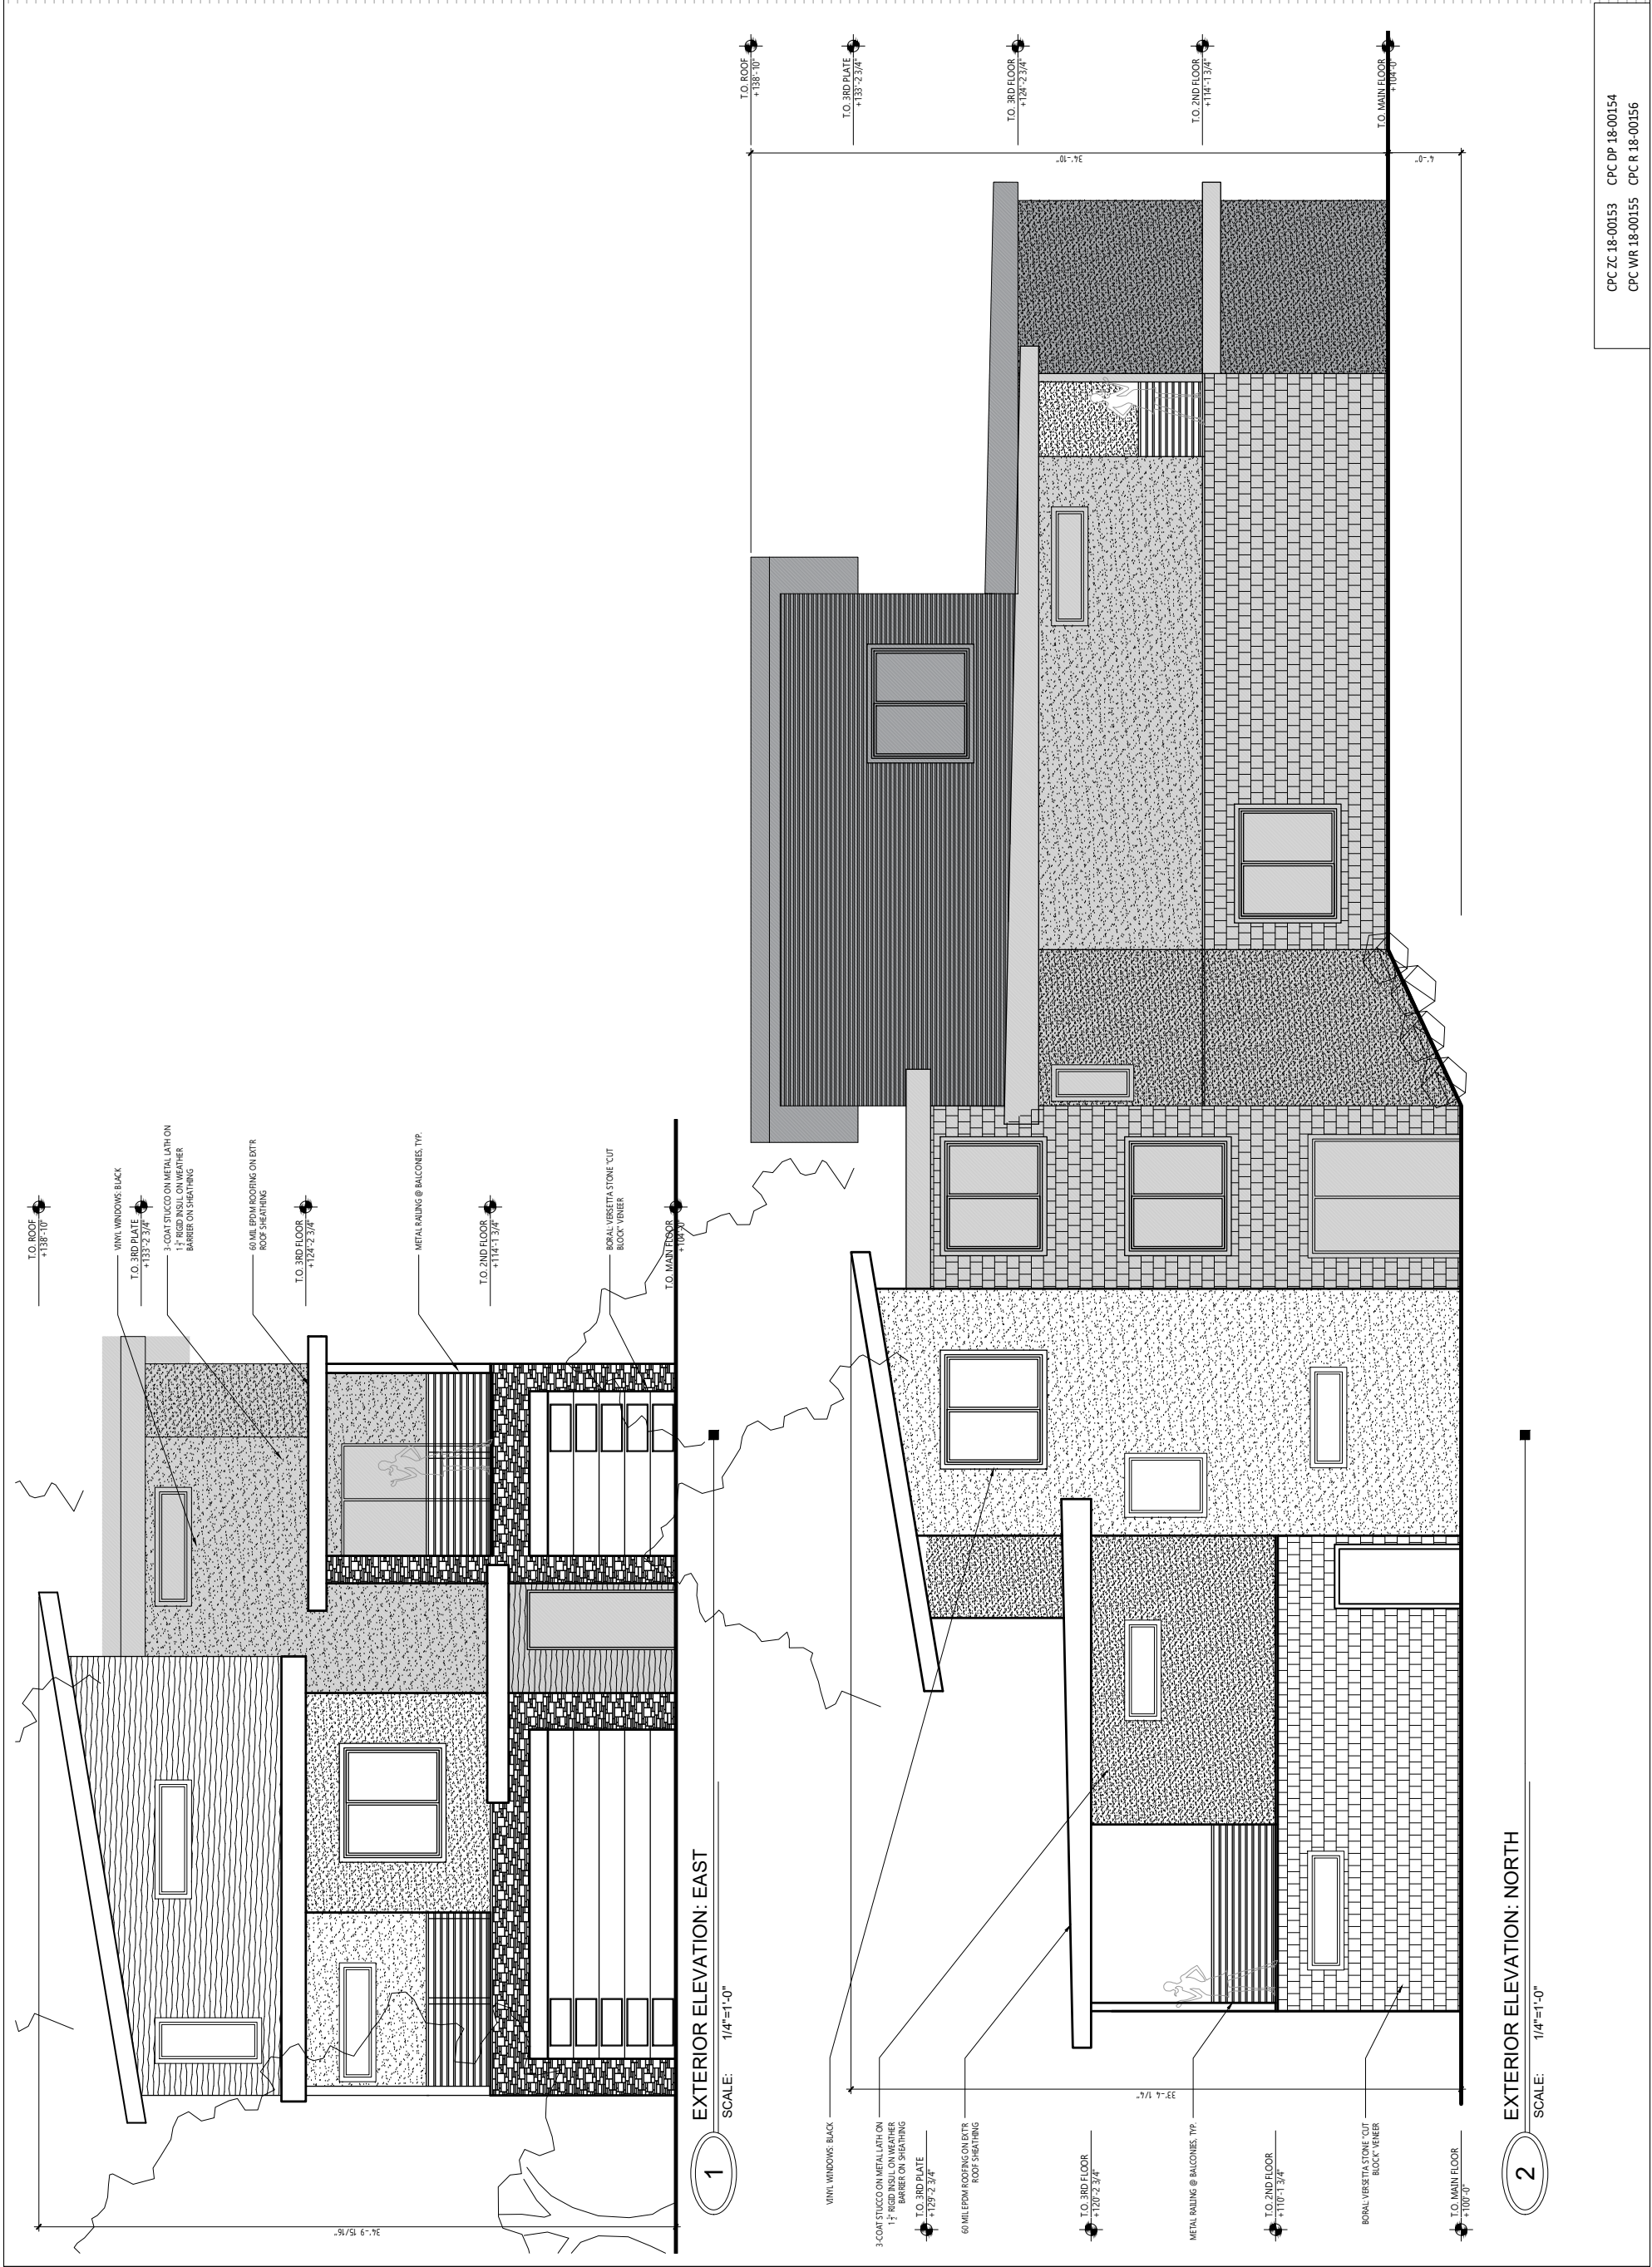 T.O. ROOF
+138'-10"
VINYL WINDOWS: BLACK
T.O. 3RD PLATE
+133'-2 3/4"
3-COAT STUCCO ON METAL LATH ON
1 1/2" RIGID INSUL ON WEATHER
BARRIER ON SHEATHING
60 MIL EPDM ROOFING ON EXT'R
ROOF SHEATHING
T.O. 3RD FLOOR
+124'-2 3/4"
METAL RAILING @ BALCONIES, TYP.
T.O. 2ND FLOOR
+114'-1 3/4"
BORAL: VERSETTA STONE "CUT
BLOCK" VENEER
T.O. MAIN FLOOR
+104'-0"
34'-9 15/16"
1
EXTERIOR ELEVATION: EAST
SCALE: 1/4"=1'-0"
T.O. ROOF
+138'-10"
T.O. 3RD PLATE
+133'-2 3/4"
T.O. 3RD FLOOR
+124'-2 3/4"
T.O. 2ND FLOOR
+114'-1 3/4"
T.O. MAIN FLOOR
+104'-0"
34'-10"
4'-0"
VINYL WINDOWS: BLACK
3-COAT STUCCO ON METAL LATH ON
1 1/2" RIGID INSUL ON WEATHER
BARRIER ON SHEATHING
T.O. 3RD PLATE
+129'-2 3/4"
60 MIL EPDM ROOFING ON EXT'R
ROOF SHEATHING
T.O. 3RD FLOOR
+120'-2 3/4"
METAL RAILING @ BALCONIES, TYP.
T.O. 2ND FLOOR
+110'-1 3/4"
BORAL: VERSETTA STONE "CUT
BLOCK" VENEER
T.O. MAIN FLOOR
+100'-0"
33'-4 1/4"
2
EXTERIOR ELEVATION: NORTH
SCALE: 1/4"=1'-0"
CPC ZC 18-00153 CPC DP 18-00154
CPC WR 18-00155 CPC R 18-00156